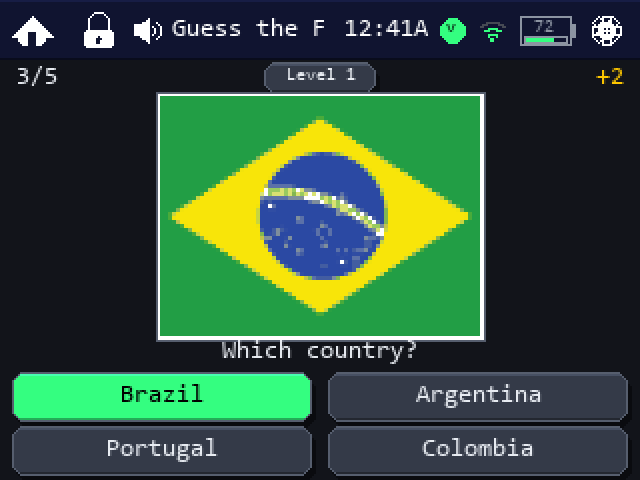 Guess the F 12:41A 72
3/5 Level 1 +2
Which country?
Brazil Argentina
Portugal Colombia